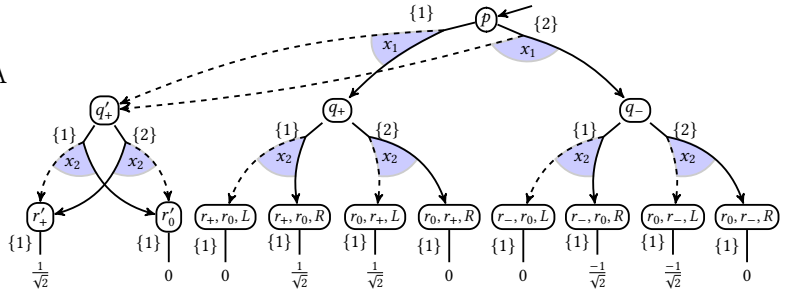 {1} p {2}
x₁ x₁
A
q′₊ q₊ q₋
{1} {2} {1} {2} {1} {2}
x₂ x₂ x₂ x₂ x₂ x₂
r′₊ r′₀ r₊, r₀, L r₊, r₀, R r₀, r₊, L r₀, r₊, R r₋, r₀, L r₋, r₀, R r₀, r₋, L r₀, r₋, R
{1} {1} {1} {1} {1} {1} {1} {1} {1} {1}
1/√2 0 0 1/√2 1/√2 0 0 -1/√2 -1/√2 0